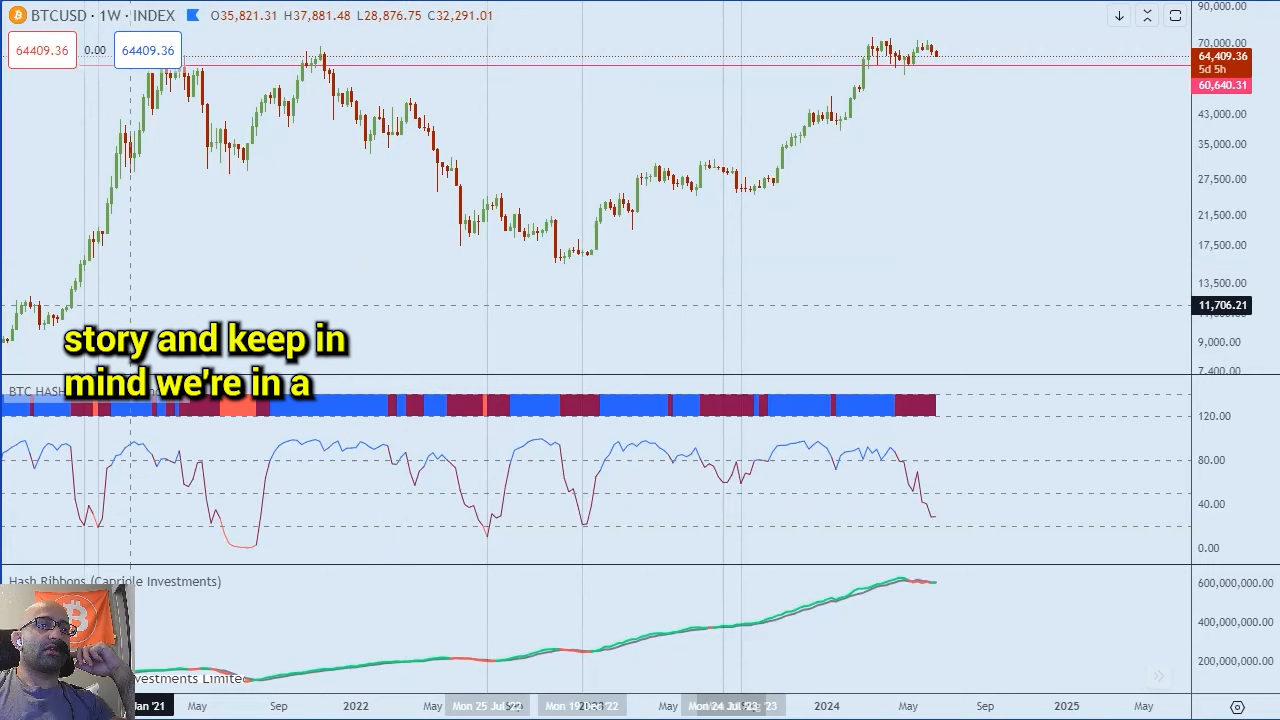 BTCUSD · 1W · INDEX O35,821.31 H37,881.48 L28,876.75 C32,291.01
64409.36 0.00 64409.36
90,000.00
70,000.00
64,409.36
5d 5h
60,640.31
43,000.00
35,000.00
27,500.00
21,500.00
17,500.00
13,500.00
11,706.21
9,000.00
7,400.00
story and keep in
mind we're in a
BTC HASH
120.00
80.00
40.00
0.00
Hash Ribbons (Capriole Investments)
600,000,000.00
400,000,000.00
200,000,000.00
vestments Limited
Jan '21 May Sep 2022 May Mon 25 Jul '22 Mon 19 Dec '22 May Mon 24 Jul '23 2024 May Sep 2025 May